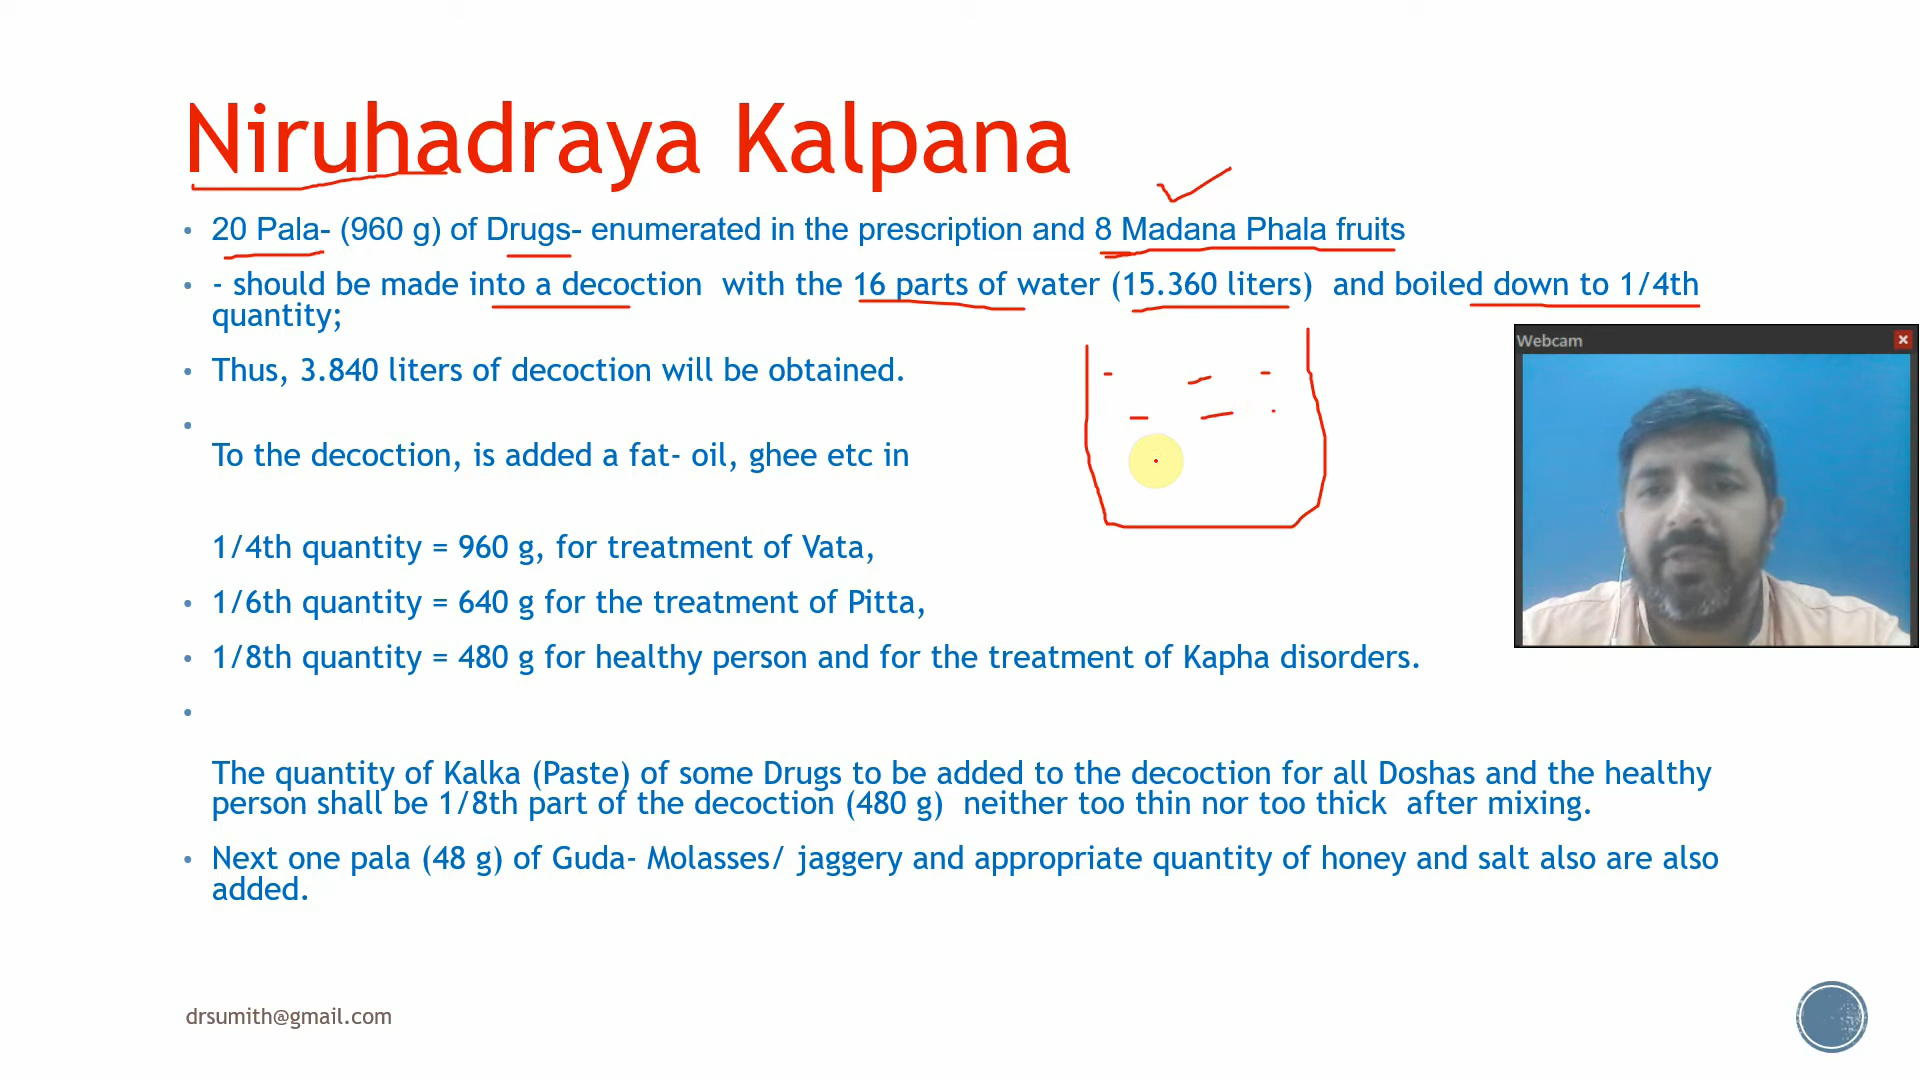 Niruhadraya Kalpana
• 20 Pala- (960 g) of Drugs- enumerated in the prescription and 8 Madana Phala fruits
• - should be made into a decoction with the 16 parts of water (15.360 liters) and boiled down to 1/4th
quantity;
• Thus, 3.840 liters of decoction will be obtained.
•
To the decoction, is added a fat- oil, ghee etc in
1/4th quantity = 960 g, for treatment of Vata,
• 1/6th quantity = 640 g for the treatment of Pitta,
• 1/8th quantity = 480 g for healthy person and for the treatment of Kapha disorders.
•
The quantity of Kalka (Paste) of some Drugs to be added to the decoction for all Doshas and the healthy
person shall be 1/8th part of the decoction (480 g) neither too thin nor too thick after mixing.
• Next one pala (48 g) of Guda- Molasses/ jaggery and appropriate quantity of honey and salt also are also
added.
Webcam
drsumith@gmail.com